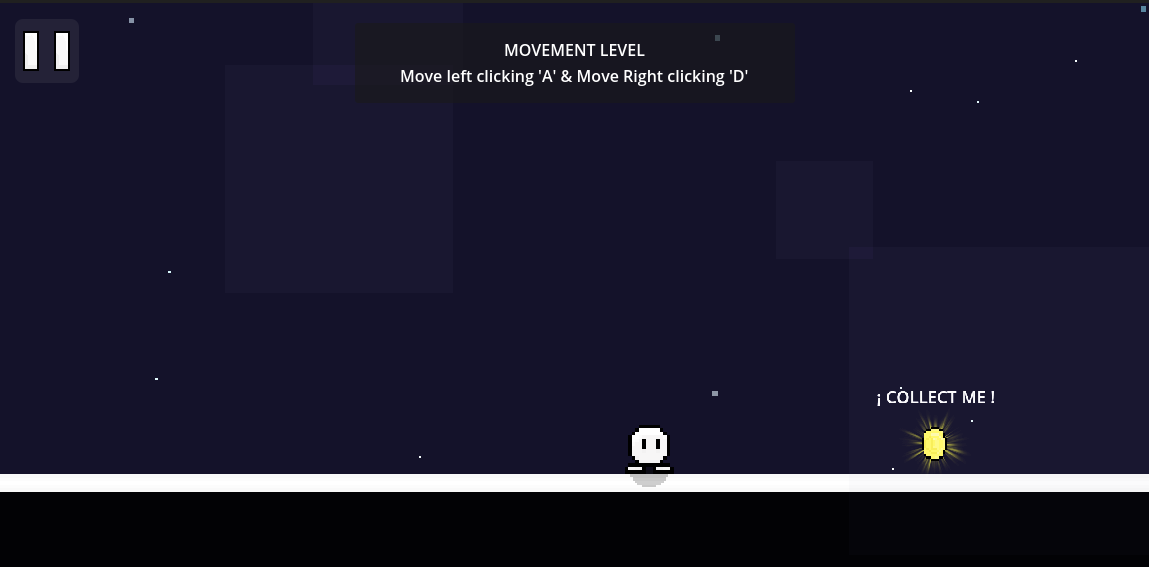 MOVEMENT LEVEL
Move left clicking 'A' & Move Right clicking 'D'
¡ COLLECT ME !